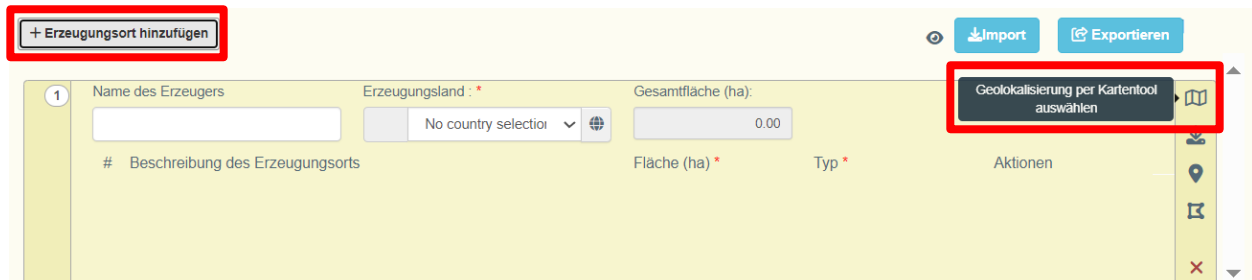 + Erzeugungsort hinzufügen
Import
Exportieren
1
Name des Erzeugers
Erzeugungsland : *
Gesamtfläche (ha):
Geolokalisierung per Kartentool
auswählen
No country selection
0.00
# Beschreibung des Erzeugungsorts
Fläche (ha) *
Typ *
Aktionen